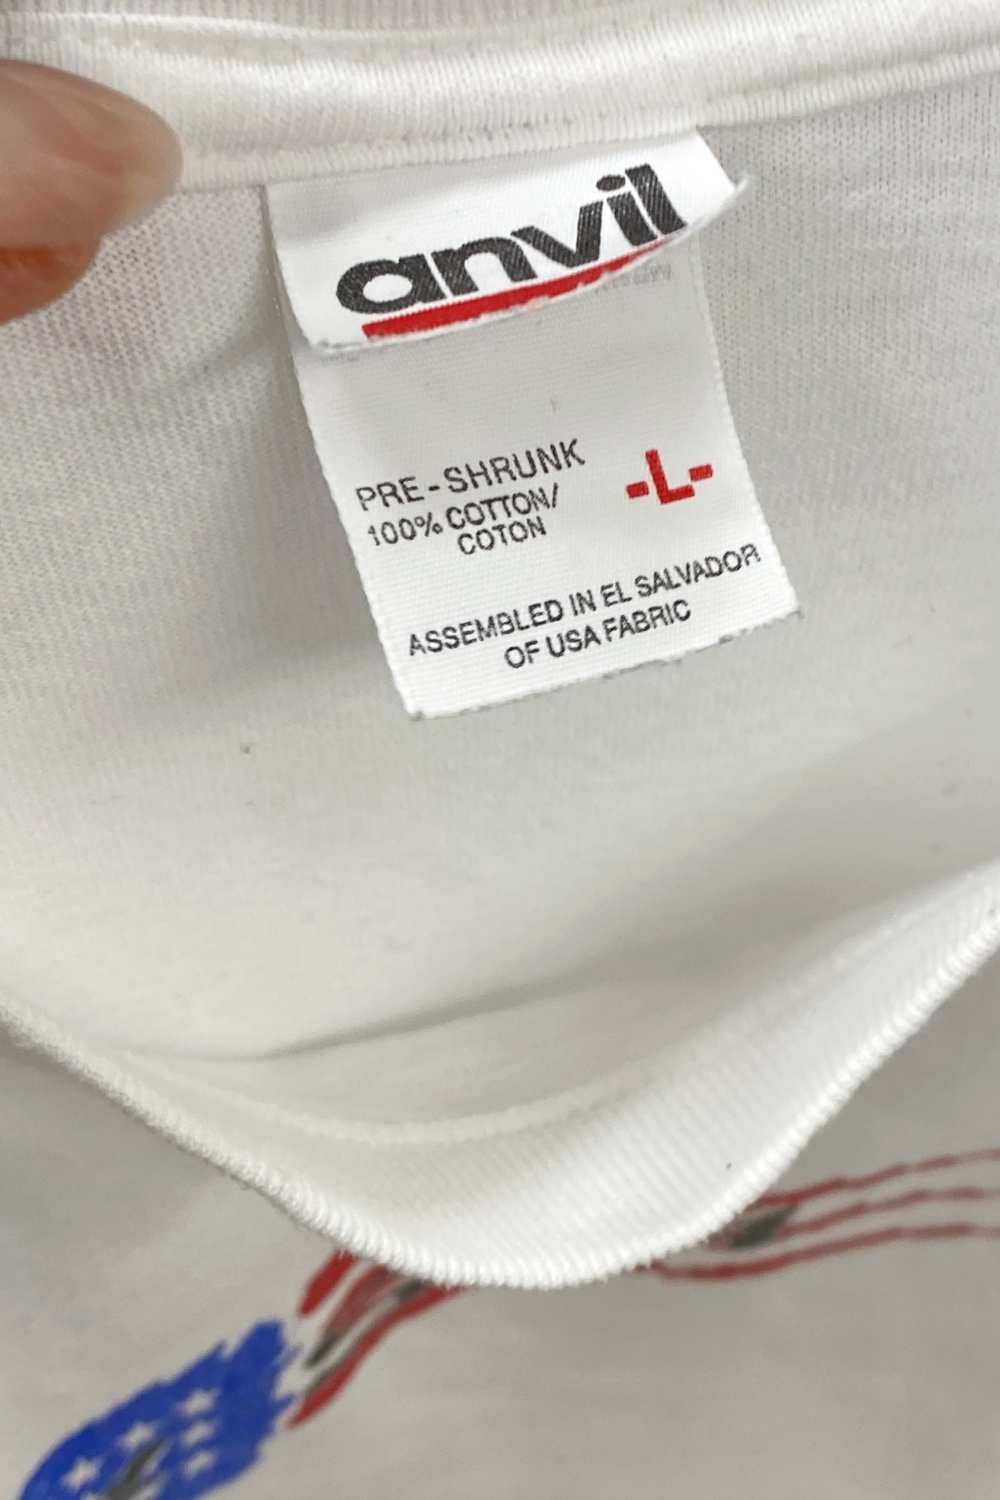 anvil
PRE-SHRUNK
100% COTTON/
COTON
-L-
ASSEMBLED IN EL SALVADOR
OF USA FABRIC